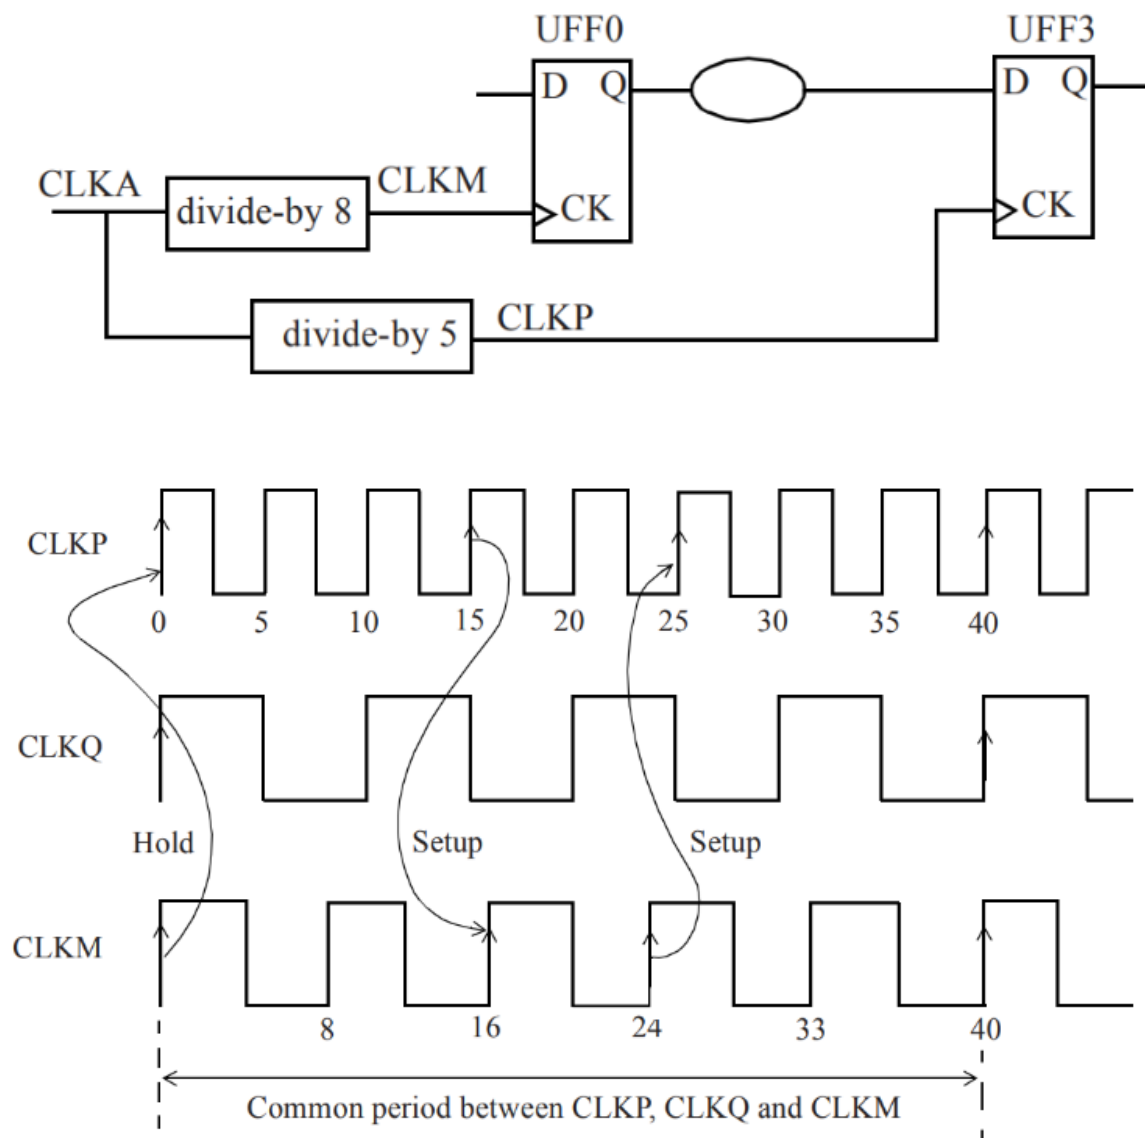 UFF0
UFF3
D Q
D Q
CLKA
divide-by 8
CLKM
CK
CK
divide-by 5
CLKP
CLKP
0 5 10 15 20 25 30 35 40
CLKQ
Hold
Setup
Setup
CLKM
8 16 24 33 40
Common period between CLKP, CLKQ and CLKM